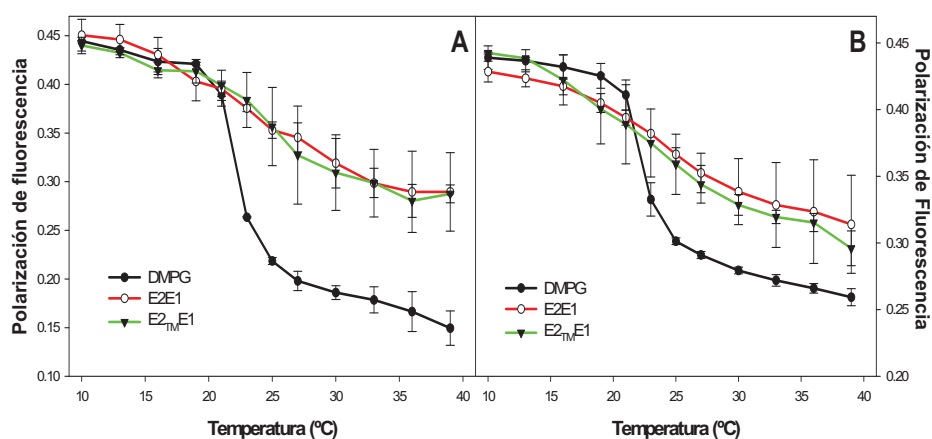 Polarización de fluorescencia
0.45
0.40
0.35
0.30
0.25
0.20
0.15
0.10
A
DMPG
E2E1
E2TME1
10 15 20 25 30 35 40
Temperatura (ºC)
B
DMPG
E2E1
E2TME1
10 15 20 25 30 35 40
Temperatura (ºC)
0.45
0.40
0.35
0.30
0.25
0.20
Polarización de Fluorescencia